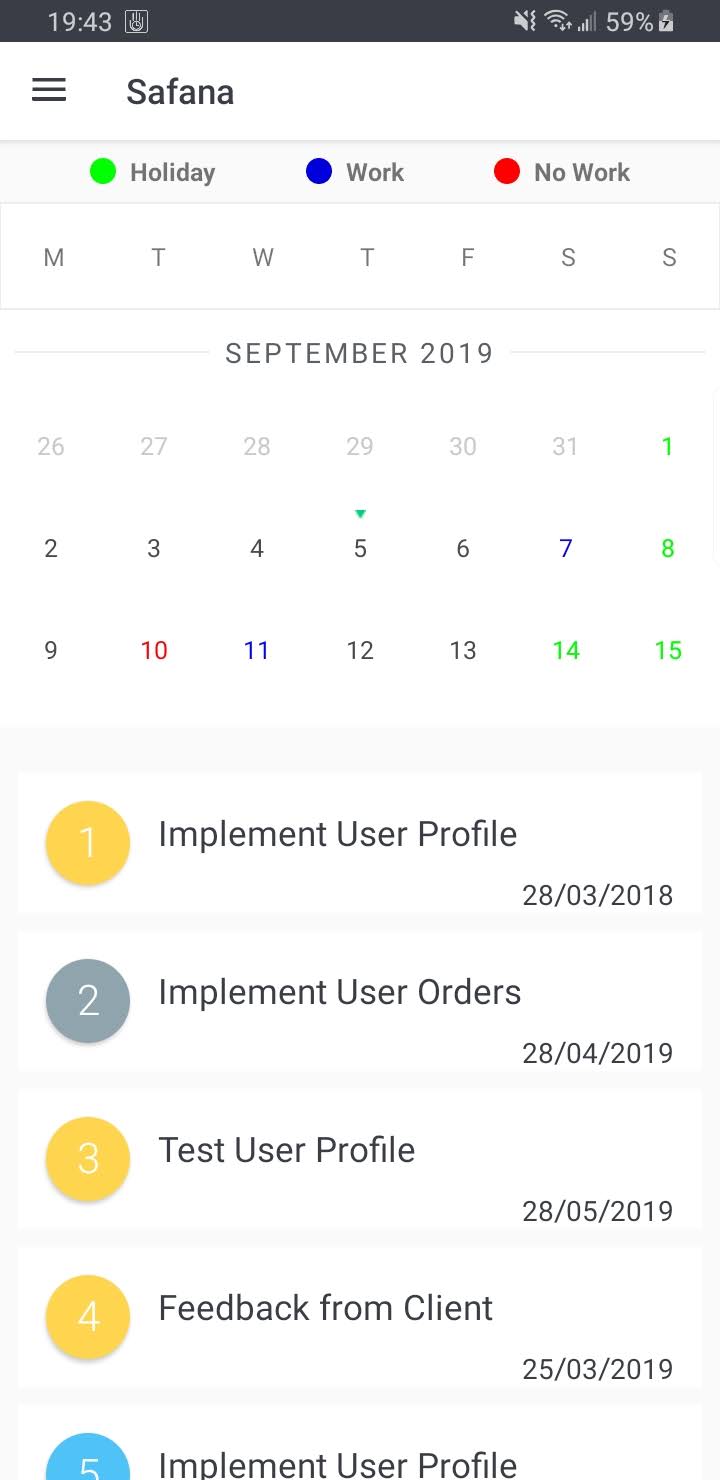 19:43 59%
Safana
Holiday Work No Work
M T W T F S S
SEPTEMBER 2019
26 27 28 29 30 31 1
2 3 4 5 6 7 8
9 10 11 12 13 14 15
1 Implement User Profile
28/03/2018
2 Implement User Orders
28/04/2019
3 Test User Profile
28/05/2019
4 Feedback from Client
25/03/2019
5 Implement User Profile